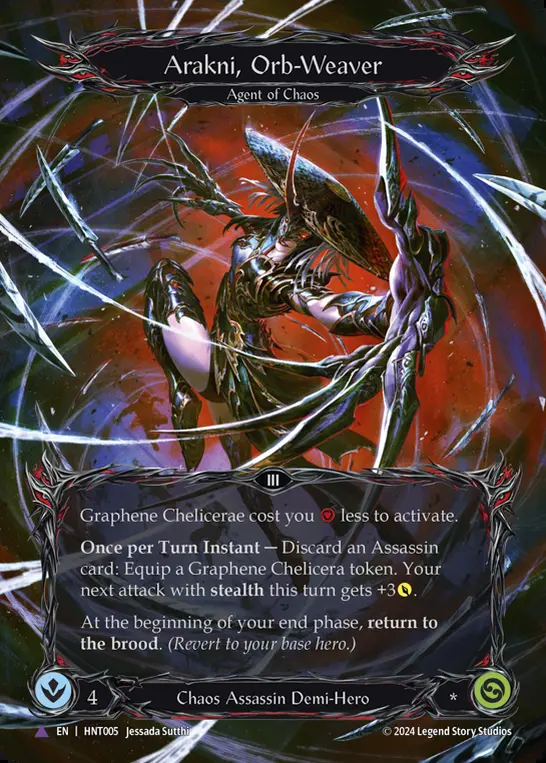 Arakni, Orb-Weaver
Agent of Chaos
III
Graphene Chelicerae cost you less to activate.
Once per Turn Instant — Discard an Assassin
card: Equip a Graphene Chelicera token. Your
next attack with stealth this turn gets +3.
At the beginning of your end phase, return to
the brood. (Revert to your base hero.)
4
Chaos Assassin Demi-Hero
*
EN | HNT005 Jessada Sutthi
© 2024 Legend Story Studios